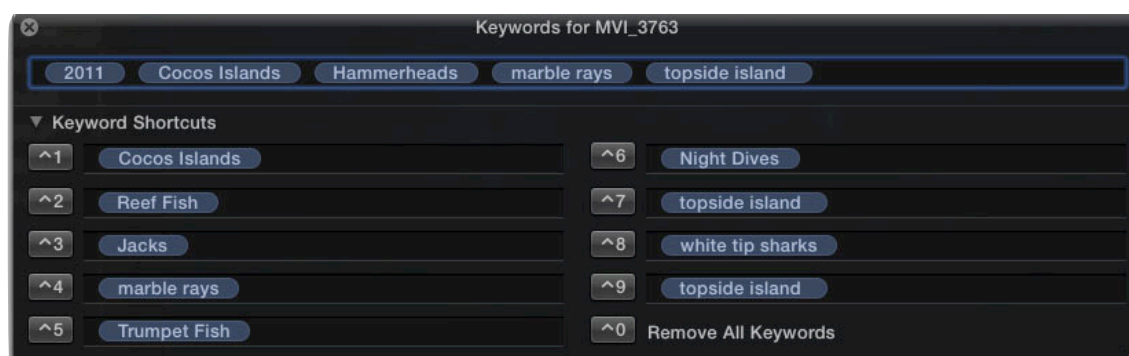 Keywords for MVI_3763
2011 Cocos Islands Hammerheads marble rays topside island
Keyword Shortcuts
^1 Cocos Islands ^6 Night Dives
^2 Reef Fish ^7 topside island
^3 Jacks ^8 white tip sharks
^4 marble rays ^9 topside island
^5 Trumpet Fish ^0 Remove All Keywords